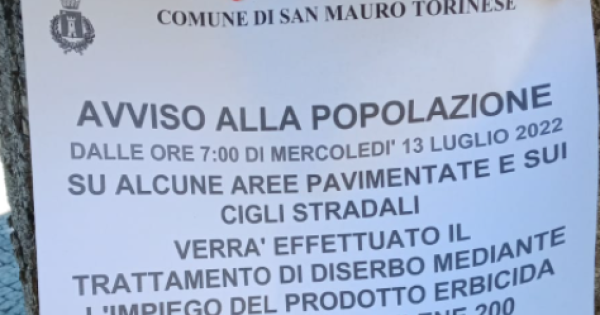 COMUNE DI SAN MAURO TORINESE
AVVISO ALLA POPOLAZIONE
DALLE ORE 7:00 DI MERCOLEDI' 13 LUGLIO 2022
SU ALCUNE AREE PAVIMENTATE E SUI
CIGLI STRADALI
VERRA' EFFETTUATO IL
TRATTAMENTO DI DISERBO MEDIANTE
L'IMPIEGO DEL PRODOTTO ERBICIDA
200